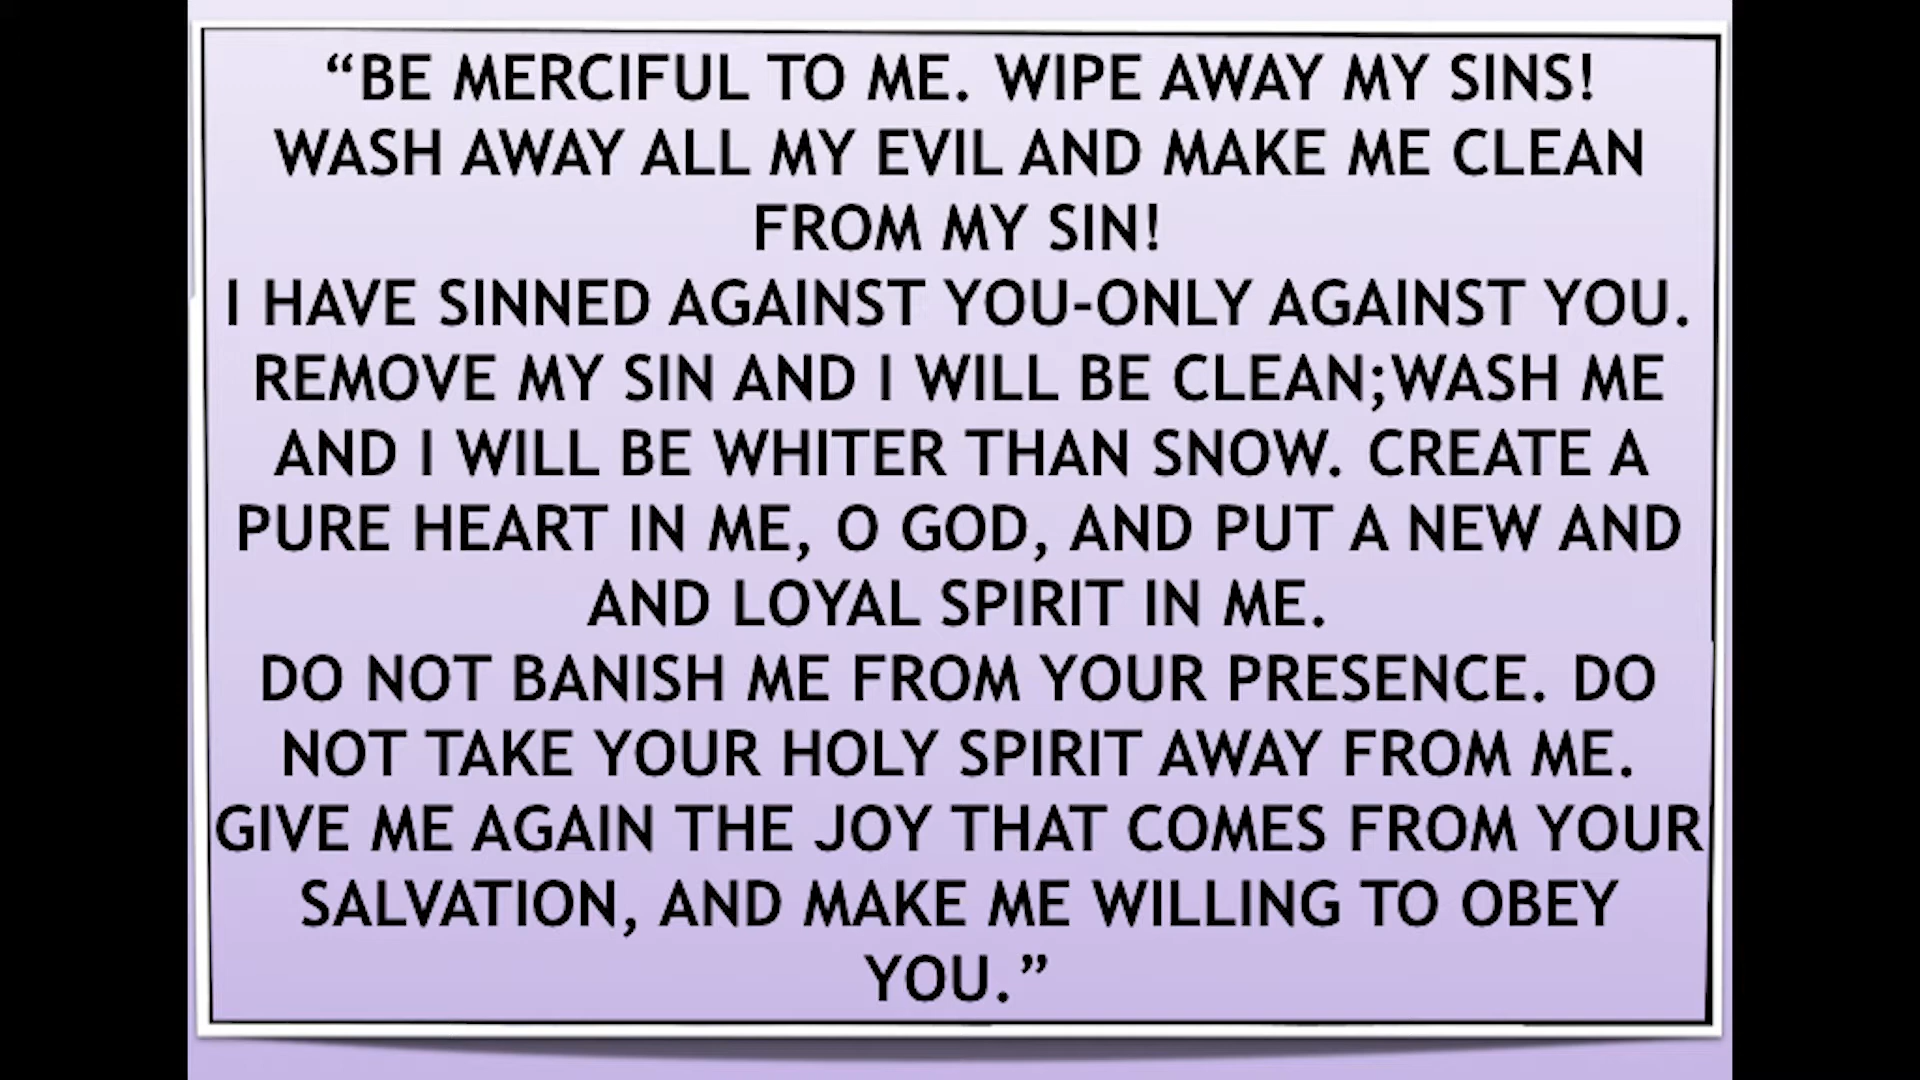 “BE MERCIFUL TO ME. WIPE AWAY MY SINS!
WASH AWAY ALL MY EVIL AND MAKE ME CLEAN
FROM MY SIN!
I HAVE SINNED AGAINST YOU-ONLY AGAINST YOU.
REMOVE MY SIN AND I WILL BE CLEAN;WASH ME
AND I WILL BE WHITER THAN SNOW. CREATE A
PURE HEART IN ME, O GOD, AND PUT A NEW AND
AND LOYAL SPIRIT IN ME.
DO NOT BANISH ME FROM YOUR PRESENCE. DO
NOT TAKE YOUR HOLY SPIRIT AWAY FROM ME.
GIVE ME AGAIN THE JOY THAT COMES FROM YOUR
SALVATION, AND MAKE ME WILLING TO OBEY
YOU.”